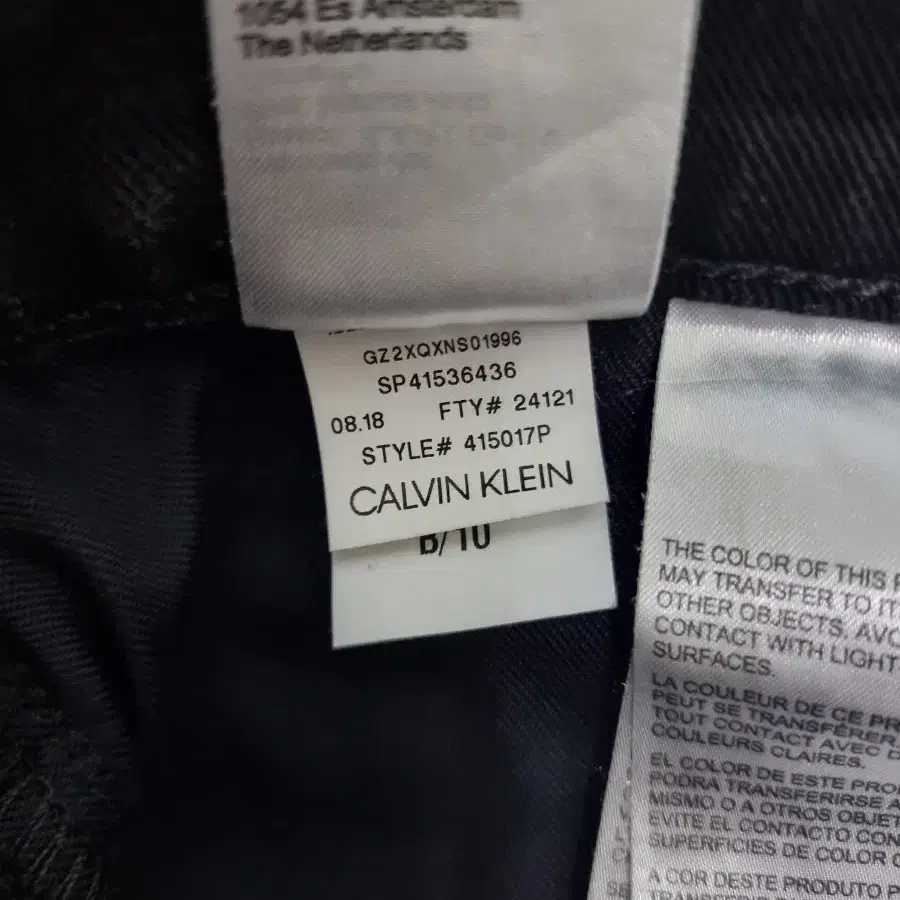 1054 Es Amsterdam
The Netherlands
GZ2XQXNS01996
SP41536436
08.18 FTY# 24121
STYLE# 415017P
CALVIN KLEIN
B/10
THE COLOR OF THIS
MAY TRANSFER TO
OTHER OBJECTS. AVO
CONTACT WITH LIGHT
SURFACES.
LA COULEUR DE CE PR
PEUT SE TRANSFÉRER
TOUT CONTACT AVEC D
COULEURS CLAIRES.
EL COLOR DE ESTE PRO
PODRA TRANSFERIRSE A
MISMO O A OTROS OBJET
EVITE EL CONTACTO CON
SUPERFICIES DE COLOR
A COR DESTE PRODUTO P